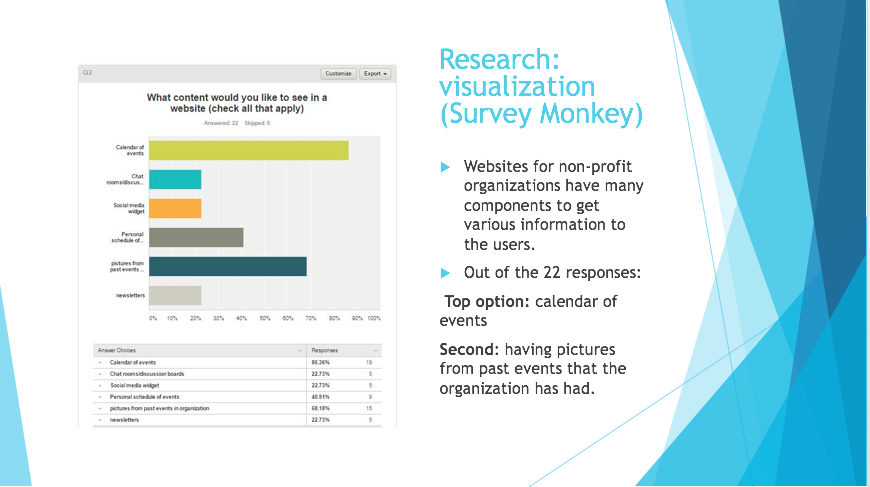 Q2
Customize
Export
What content would you like to see in a
website (check all that apply)
Answered: 22 Skipped: 0
Calendar of
events
Chat
rooms/discus...
Social media
widget
Personal
schedule of...
pictures from
past events ...
newsletters
0% 10% 20% 30% 40% 50% 60% 70% 80% 90% 100%
Answer Choices Responses
Calendar of events 86.36% 19
Chat rooms/discussion boards 22.73% 5
Social media widget 22.73% 5
Personal schedule of events 40.91% 9
pictures from past events in organization 68.18% 15
newsletters 22.73% 5
Research:
visualization
(Survey Monkey)
Websites for non-profit
organizations have many
components to get
various information to
the users.
Out of the 22 responses:
Top option: calendar of
events
Second: having pictures
from past events that the
organization has had.